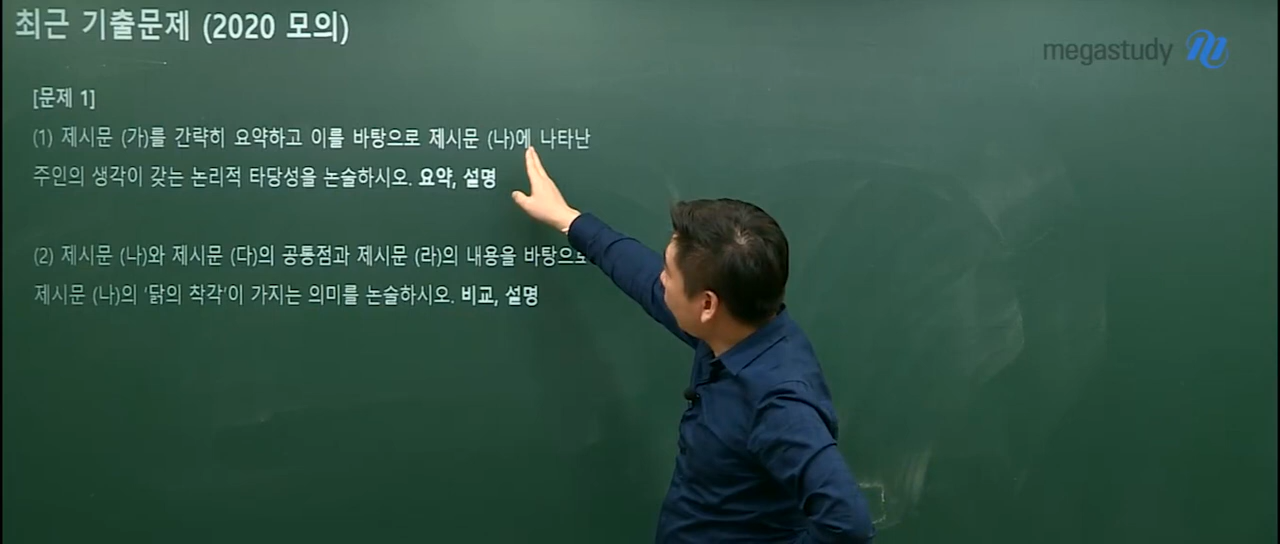 최근 기출문제 (2020 모의)
megastudy
[문제 1]
(1) 제시문 (가)를 간략히 요약하고 이를 바탕으로 제시문 (나)에 나타난
주인의 생각이 갖는 논리적 타당성을 논술하시오. 요약, 설명
(2) 제시문 (나)와 제시문 (다)의 공통점과 제시문 (라)의 내용을 바탕으로
제시문 (나)의 ‘닭의 착각’이 가지는 의미를 논술하시오. 비교, 설명